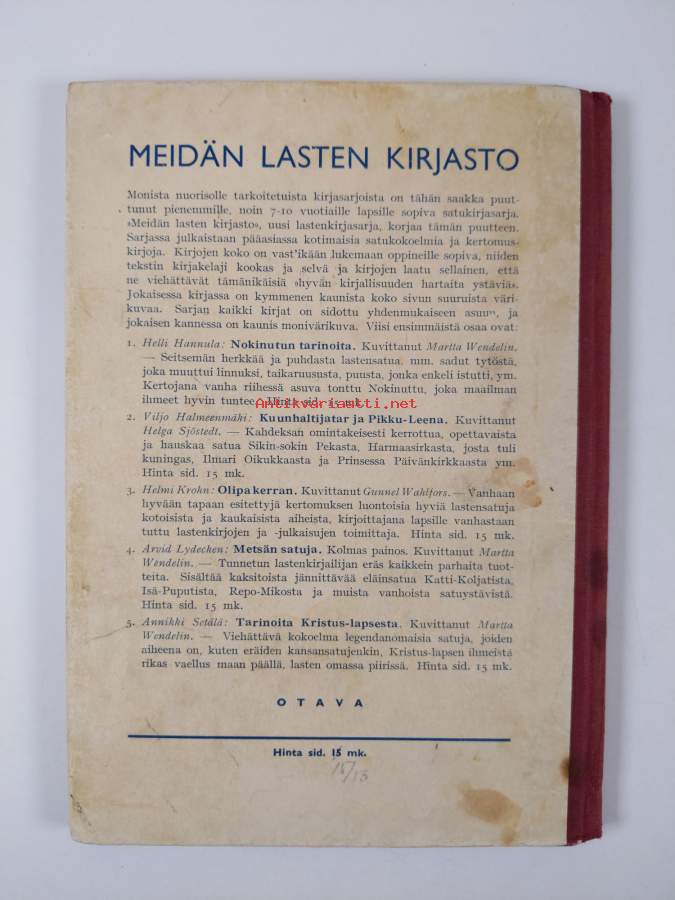 MEIDÄN LASTEN KIRJASTO
Monista nuorisolle tarkoitetuista kirjasarjoista on tähän saakka puut-
tunut pienemmille, noin 7-10 vuotiaille lapsille sopiva satukirjasarja.
»Meidän lasten kirjasto», uusi lastenkirjasarja, korjaa tämän puutteen.
Sarjassa julkaistaan pääasiassa kotimaisia satukokoelmia ja kertomus-
kirjoja. Kirjojen koko on vast'ikään lukemaan oppineille sopiva, niiden
tekstin kirjakelaji kookas ja selvä ja kirjojen laatu sellainen, että
ne viehättävät tämänikäisiä »hyvän kirjallisuuden hartaita ystäviä».
Jokaisessa kirjassa on kymmenen kaunista koko sivun suuruista väri-
kuvaa. Sarjan kaikki kirjat on sidottu yhdenmukaiseen asuun, ja
jokaisen kannessa on kaunis monivärikuva. Viisi ensimmäistä osaa ovat:
1. Helli Hannula: Nokinutun tarinoita. Kuvittanut Martta Wendelin.
— Seitsemän herkkää ja puhdasta lastensatua, mm. sadut tytöstä,
joka muuttui linnuksi, taikaruususta, puusta, jonka enkeli istutti, ym.
Kertojana vanha riihessä asuva tonttu Nokinuttu, joka maailman
ihmeet hyvin tuntee. Hinta sid. 15 mk.
Antikvariaatti.net
2. Viljo Halmeenmähi: Kuunhaltijatar ja Pikku-Leena. Kuvittanut
Helga Sjöstedt. — Kahdeksan omintakeisesti kerrottua, opettavaista
ja hauskaa satua Sikin-sokin Pekasta, Harmaasirkasta, josta tuli
kuningas, Ilmari Oikukkaasta ja Prinsessa Päivänkirkkaasta ym.
Hinta sid. 15 mk.
3. Helmi Krohn: Olipa kerran. Kuvittanut Gunnel Wahlfors. — Vanhaan
hyvään tapaan esitettyjä kertomuksen luontoisia hyviä lastensatuja
kotoisista ja kaukaisista aiheista, kirjoittajana lapsille vanhastaan
tuttu lastenkirjojen ja -julkaisujen toimittaja. Hinta sid. 15 mk.
4. Arvid Lydecken: Metsän satuja. Kolmas painos. Kuvittanut Martta
Wendelin. — Tunnetun lastenkirjailijan eräs kaikkein parhaita tuot-
teita. Sisältää kaksitoista jännittävää eläinsatua Katti-Koljatista,
Isä-Puputista, Repo-Mikosta ja muista vanhoista satuystävistä.
Hinta sid. 15 mk.
5. Annikki Setälä: Tarinoita Kristus-lapsesta. Kuvittanut Martta
Wendelin. — Viehättävä kokoelma legendanomaisia satuja, joiden
aiheena on, kuten eräiden kansansatujenkin, Kristus-lapsen ihmeistä
rikas vaellus maan päällä, lasten omassa piirissä. Hinta sid. 15 mk.
OTAVA
Hinta sid. 15 mk.